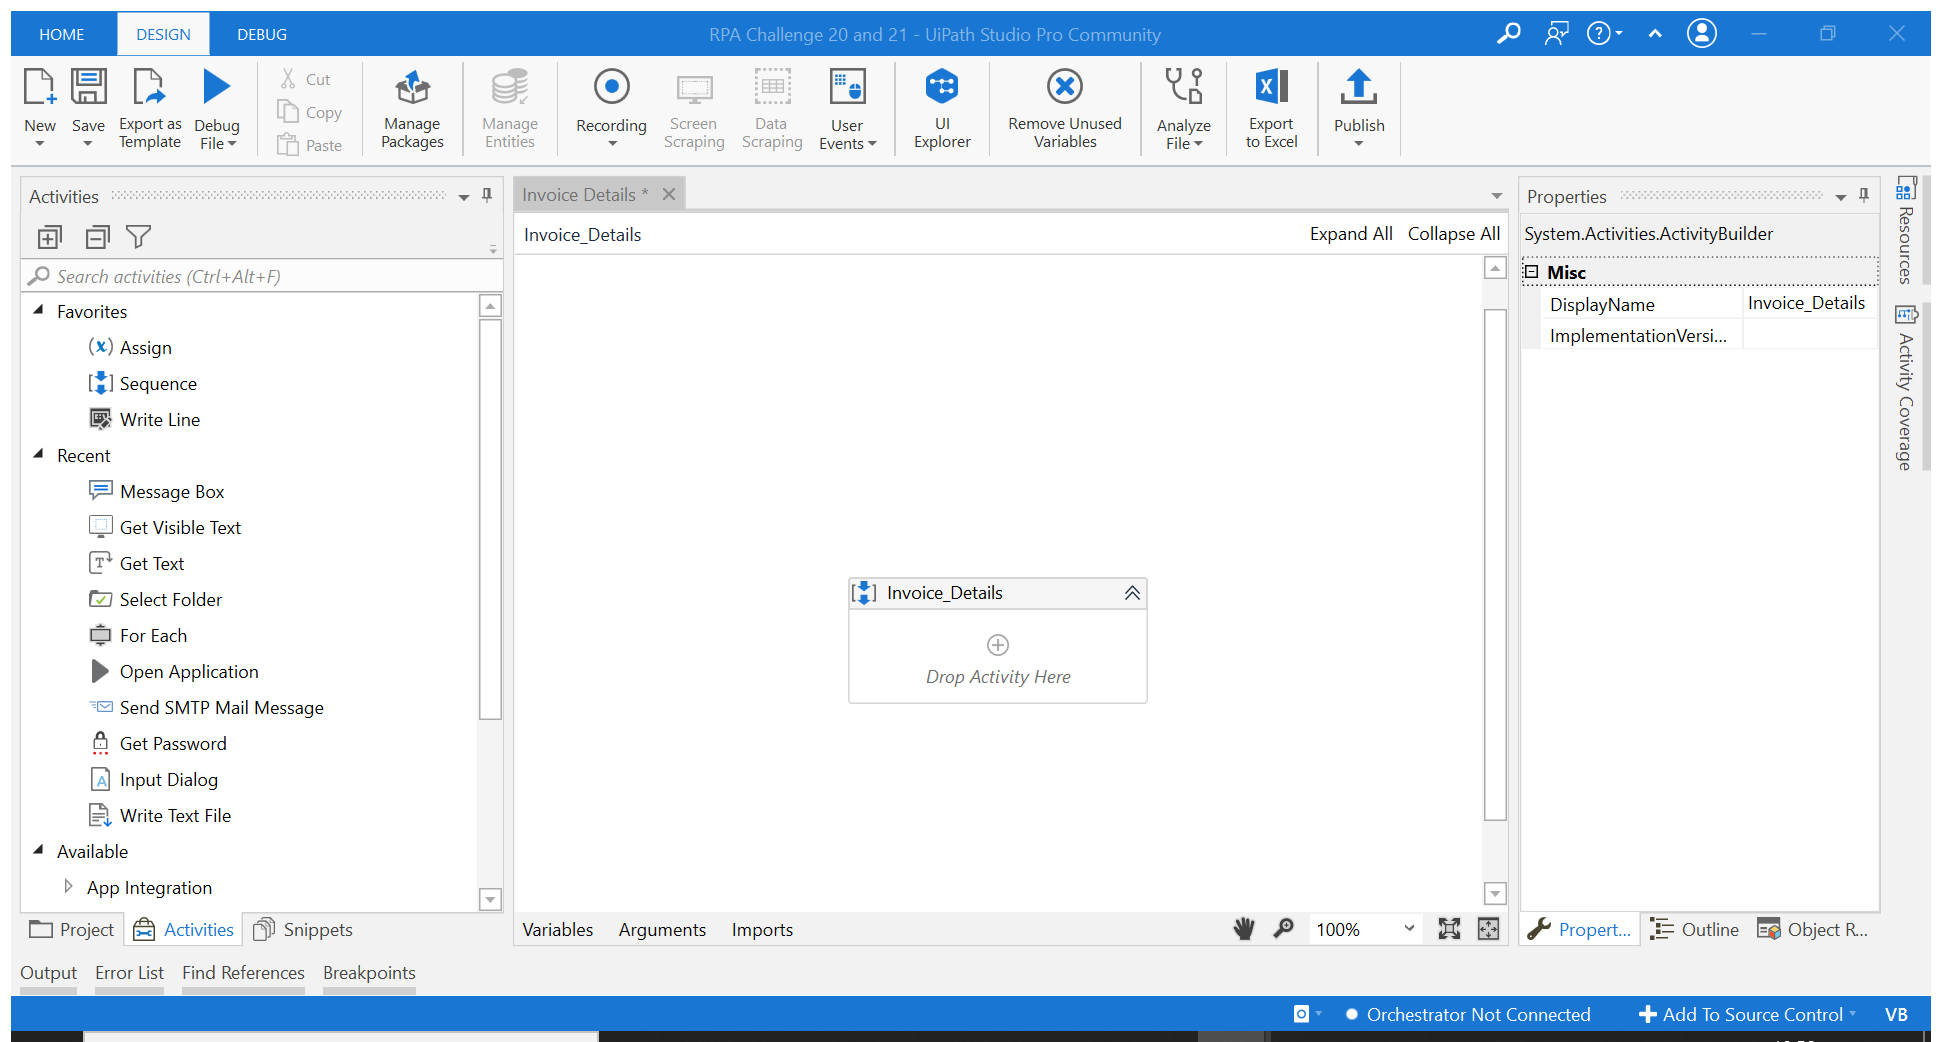 HOME DESIGN DEBUG
RPA Challenge 20 and 21 - UiPath Studio Pro Community
New
Save
Export as Template
Debug File
Cut
Copy
Paste
Manage Packages
Manage Entities
Recording
Screen Scraping
Data Scraping
User Events
UI Explorer
Remove Unused Variables
Analyze File
Export to Excel
Publish
Activities
Search activities (Ctrl+Alt+F)
Favorites
Assign
Sequence
Write Line
Recent
Message Box
Get Visible Text
Get Text
Select Folder
For Each
Open Application
Send SMTP Mail Message
Get Password
Input Dialog
Write Text File
Available
App Integration
Project Activities Snippets
Invoice Details *
Invoice_Details
Expand All Collapse All
Invoice_Details
Drop Activity Here
Variables Arguments Imports
100%
Properties
System.Activities.ActivityBuilder
Misc
DisplayName Invoice_Details
ImplementationVersi...
Propert... Outline Object R...
Resources
Activity Coverage
Output Error List Find References Breakpoints
Orchestrator Not Connected
Add To Source Control
VB